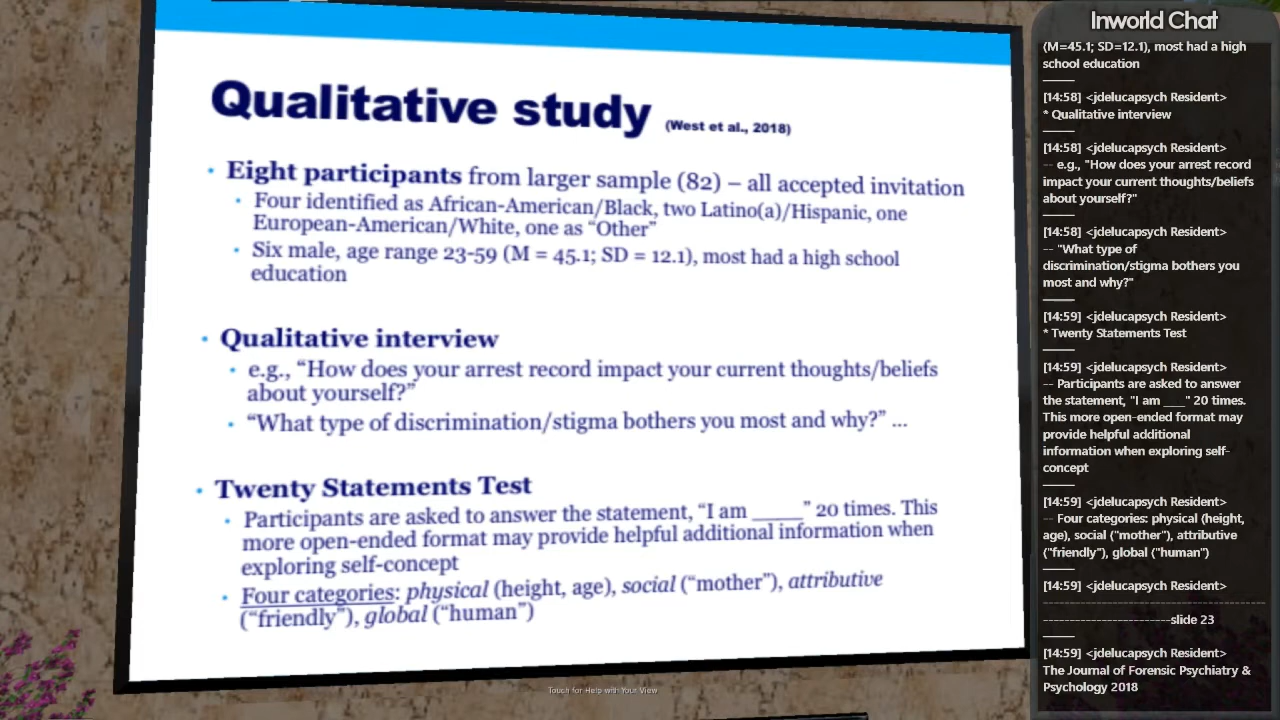 Qualitative study (West et al., 2018)
• Eight participants from larger sample (82) – all accepted invitation
• Four identified as African-American/Black, two Latino(a)/Hispanic, one
European-American/White, one as “Other”
• Six male, age range 23-59 (M = 45.1; SD = 12.1), most had a high school
education
• Qualitative interview
• e.g., “How does your arrest record impact your current thoughts/beliefs
about yourself?”
• “What type of discrimination/stigma bothers you most and why?” ...
• Twenty Statements Test
• Participants are asked to answer the statement, “I am _____” 20 times. This
more open-ended format may provide helpful additional information when
exploring self-concept
• Four categories: physical (height, age), social (“mother”), attributive
(“friendly”), global (“human”)
Touch for Help with Your View
Inworld Chat
(M=45.1; SD=12.1), most had a high
school education
[14:58] <jdelucapsych Resident>
* Qualitative interview
[14:58] <jdelucapsych Resident>
-- e.g., "How does your arrest record
impact your current thoughts/beliefs
about yourself?"
[14:58] <jdelucapsych Resident>
-- "What type of
discrimination/stigma bothers you
most and why?"
[14:59] <jdelucapsych Resident>
* Twenty Statements Test
[14:59] <jdelucapsych Resident>
-- Participants are asked to answer
the statement, "I am ____" 20 times.
This more open-ended format may
provide helpful additional
information when exploring self-
concept
[14:59] <jdelucapsych Resident>
-- Four categories: physical (height,
age), social ("mother"), attributive
("friendly"), global ("human")
[14:59] <jdelucapsych Resident>
------------------------------------------
------------------------slide 23
[14:59] <jdelucapsych Resident>
The Journal of Forensic Psychiatry &
Psychology 2018